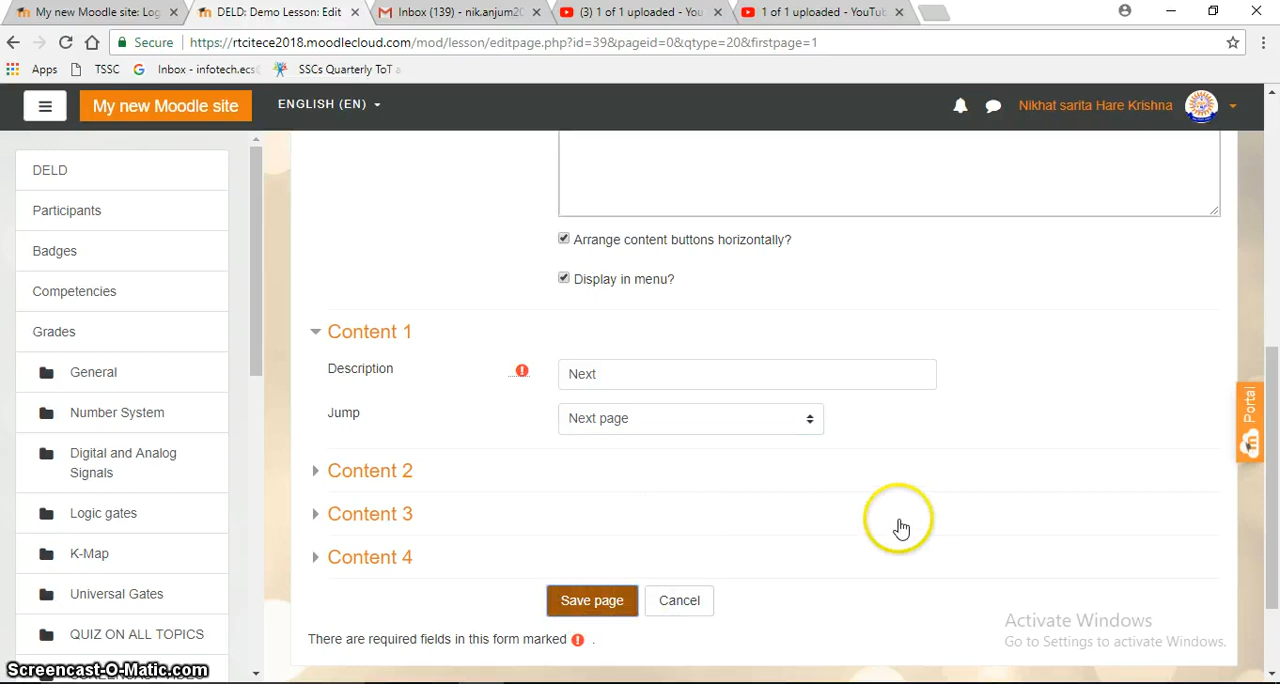 My new Moodle site: Log
DELD: Demo Lesson: Edit
Inbox (139) - nik.anjum20
(3) 1 of 1 uploaded - You
1 of 1 uploaded - YouTub
Secure
https://rtcitece2018.moodlecloud.com/mod/lesson/editpage.php?id=39&pageid=0&qtype=20&firstpage=1
Apps
TSSC
Inbox - infotech.ecs
SSCs Quarterly ToT a
My new Moodle site
ENGLISH (EN)
Nikhat sarita Hare Krishna
DELD
Participants
Badges
Competencies
Grades
General
Number System
Digital and Analog
Signals
Logic gates
K-Map
Universal Gates
QUIZ ON ALL TOPICS
Arrange content buttons horizontally?
Display in menu?
Content 1
Description
Next
Jump
Next page
Content 2
Content 3
Content 4
Save page
Cancel
There are required fields in this form marked .
Portal
Activate Windows
Go to Settings to activate Windows.
Screencast-O-Matic.com